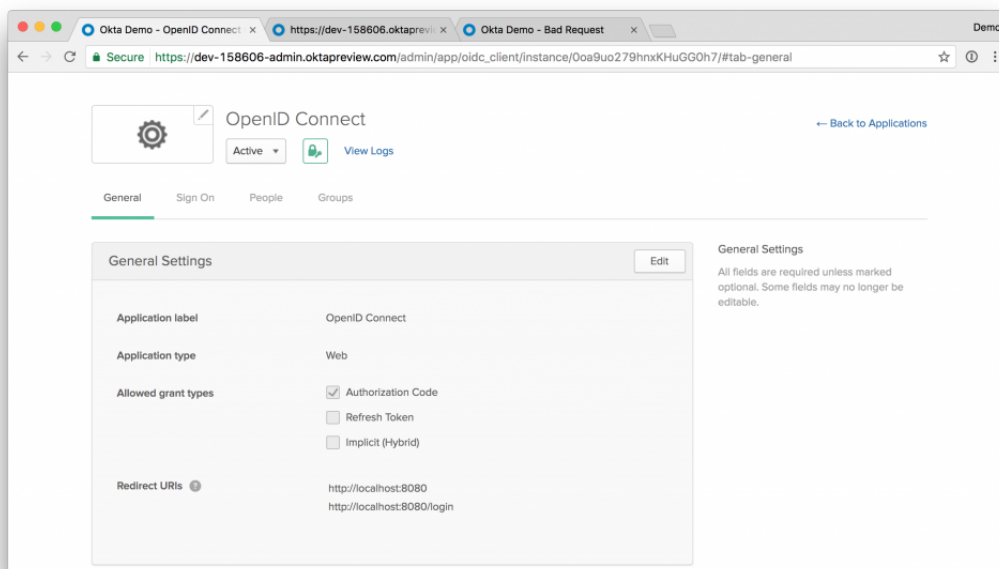 Okta Demo - OpenID Connect × https://dev-158606.oktaprevi × Okta Demo - Bad Request × Demo
Secure https://dev-158606-admin.oktapreview.com/admin/app/oidc_client/instance/0oa9uo279hnxKHuGG0h7/#tab-general
OpenID Connect
← Back to Applications
Active View Logs
General Sign On People Groups
General Settings Edit
General Settings
All fields are required unless marked
optional. Some fields may no longer be
editable.
Application label OpenID Connect
Application type Web
Allowed grant types Authorization Code
Refresh Token
Implicit (Hybrid)
Redirect URIs ?
http://localhost:8080
http://localhost:8080/login